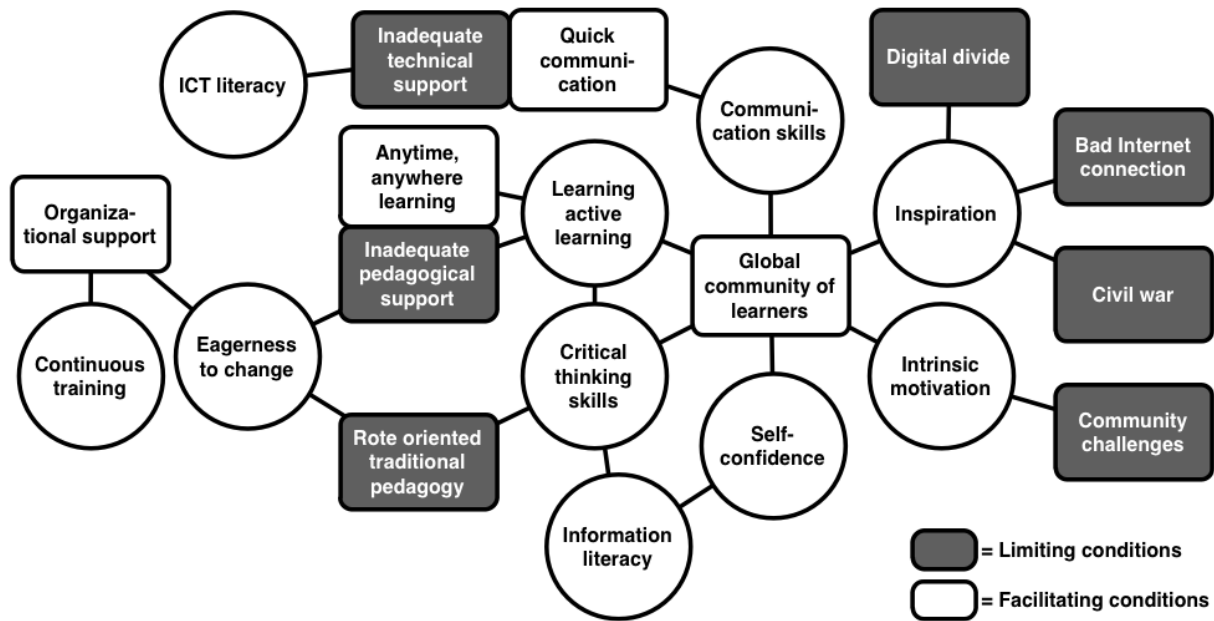 ICT literacy
Inadequate
technical
support
Quick
communi-
cation
Communi-
cation skills
Digital divide
Bad Internet
connection
Anytime,
anywhere
learning
Learning
active
learning
Inspiration
Organiza-
tional support
Inadequate
pedagogical
support
Global
community of
learners
Civil war
Continuous
training
Eagerness
to change
Critical
thinking
skills
Intrinsic
motivation
Rote oriented
traditional
pedagogy
Self-
confidence
Community
challenges
Information
literacy
= Limiting conditions
= Facilitating conditions